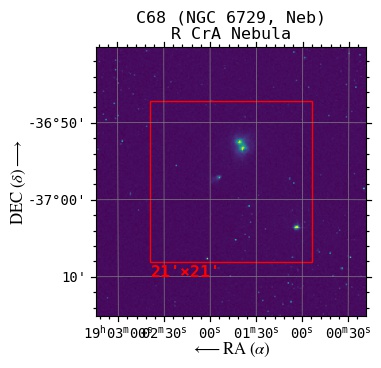 C68 (NGC 6729, Neb)
R CrA Nebula
DEC (δ) ⟶
-36°50'
-37°00'
10'
21'×21'
19ʰ03ᵐ00ˢ 02ᵐ30ˢ 00ˢ 01ᵐ30ˢ 00ˢ 00ᵐ30ˢ
⟵ RA (α)